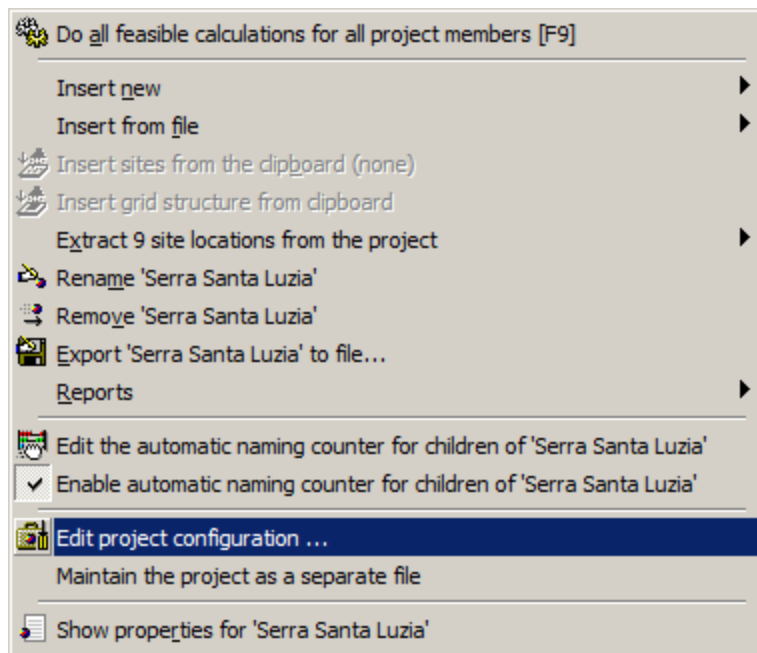 Do all feasible calculations for all project members [F9]
Insert new
Insert from file
Insert sites from the clipboard (none)
Insert grid structure from clipboard
Extract 9 site locations from the project
Rename 'Serra Santa Luzia'
Remove 'Serra Santa Luzia'
Export 'Serra Santa Luzia' to file...
Reports
Edit the automatic naming counter for children of 'Serra Santa Luzia'
Enable automatic naming counter for children of 'Serra Santa Luzia'
Edit project configuration ...
Maintain the project as a separate file
Show properties for 'Serra Santa Luzia'